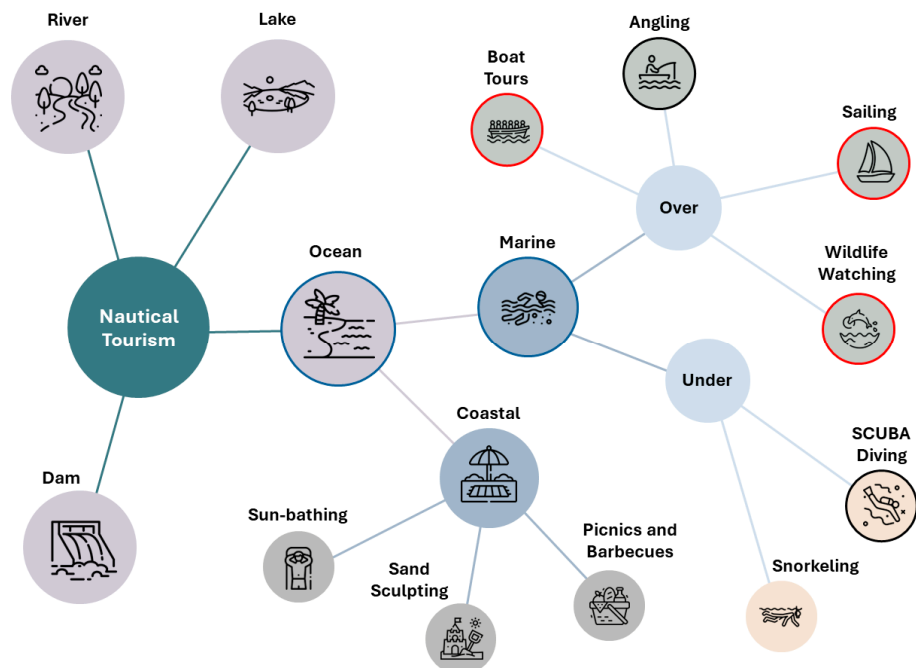 River
Lake
Angling
Boat
Tours
Sailing
Over
Ocean
Marine
Wildlife
Watching
Nautical
Tourism
Under
Coastal
SCUBA
Diving
Dam
Sun-bathing
Picnics and
Barbecues
Sand
Sculpting
Snorkeling